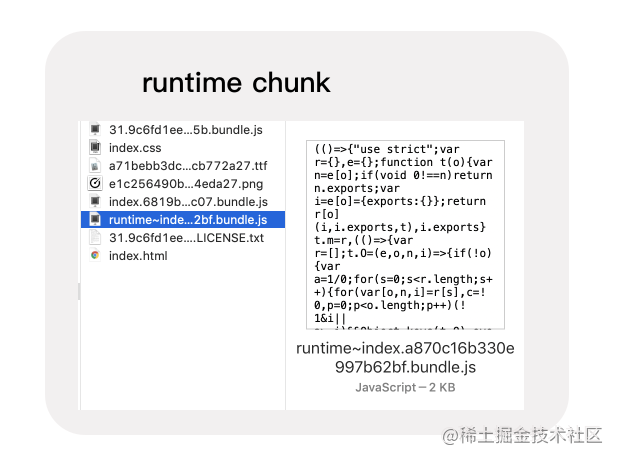 runtime chunk
31.9c6fd1ee...5b.bundle.js
index.css
a71bebb3dc...cb772a27.ttf
e1c256490b...4eda27.png
index.6819b...c07.bundle.js
runtime~inde...2bf.bundle.js
31.9c6fd1ee....LICENSE.txt
index.html
(()=>{"use strict";var
r={},e={};function t(o){var
n=e[o];if(void 0!==n)return
n.exports;var
i=e[o]={exports:{}};return
r[o]
(i,i.exports,t),i.exports}
t.m=r,(()=>{var
r=[];t.O=(e,o,n,i)=>{if(!o)
{var
a=1/0;for(s=0;s<r.length;s+
+){for(var[o,n,i]=r[s],c=!
0,p=0;p<o.length;p++)(!
1&i||
runtime~index.a870c16b330e
997b62bf.bundle.js
JavaScript – 2 KB
@稀土掘金技术社区